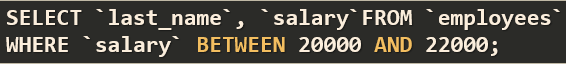 SELECT `last_name`, `salary`FROM `employees`
WHERE `salary` BETWEEN 20000 AND 22000;